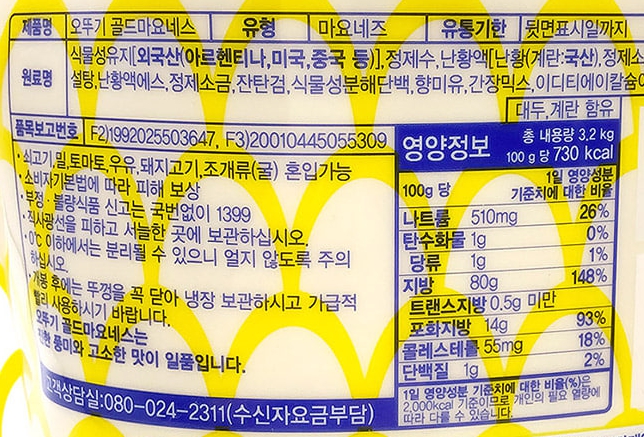 제품명 오뚜기 골드마요네스 유형 마요네즈 유통기한 뒷면표시일까지
원료명 식물성유지[외국산(아르헨티나,미국,중국 등)],정제수,난황액[난황(계란:국산),정제소
설탕,난황액에스,정제소금,잔탄검,식물성분해단백,향미유,간장믹스,이디티에이칼슘
대두,계란 함유
품목보고번호 F2)1992025503647, F3)20010445055309
·쇠고기,밀,토마토,우유,돼지고기,조개류(굴) 혼입가능
·소비자기본법에 따라 피해 보상
·부정·불량식품 신고는 국번없이 1399
·직사광선을 피하고 서늘한 곳에 보관하십시오.
·0℃ 이하에서는 분리될 수 있으니 얼지 않도록 주의
하십시오.
·개봉 후에는 뚜껑을 꼭 닫아 냉장 보관하시고 가급적
빨리 사용하시기 바랍니다.
오뚜기 골드마요네스는
풍미와 고소한 맛이 일품입니다.
고객상담실:080-024-2311(수신자요금부담)
영양정보 총 내용량 3.2 kg
100 g 당 730 kcal
100g 당 1일 영양성분
기준치에 대한 비율
나트륨 510mg 26%
탄수화물 1g 0%
당류 1g 1%
지방 80g 148%
트랜스지방 0.5g 미만
포화지방 14g 93%
콜레스테롤 55mg 18%
단백질 1g 2%
1일 영양성분 기준치에 대한 비율(%)은
2,000kcal 기준이므로 개인의 필요 열량에
따라 다를 수 있습니다.